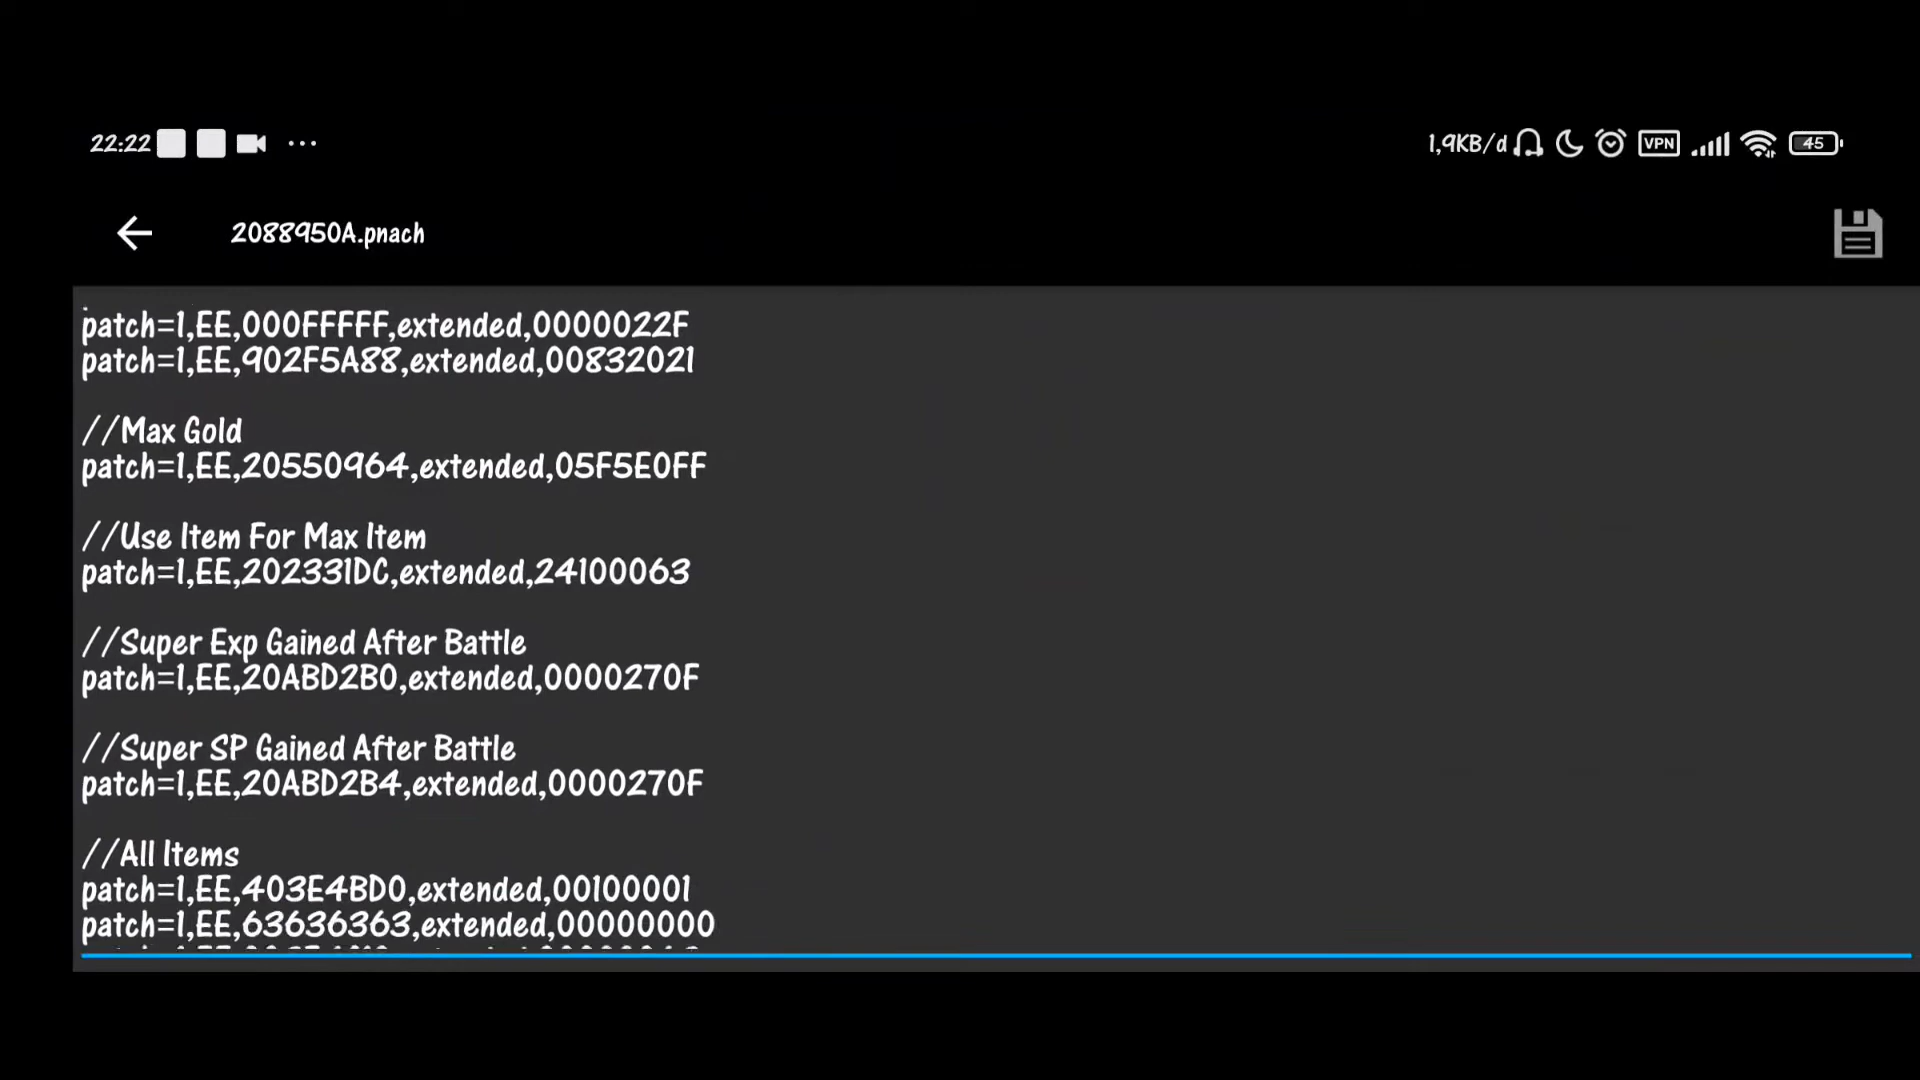 22:22 1,9KB/d VPN 45
2088950A.pnach
patch=1,EE,000FFFFF,extended,0000022F
patch=1,EE,902F5A88,extended,00832021
//Max Gold
patch=1,EE,20550964,extended,05F5E0FF
//Use Item For Max Item
patch=1,EE,202331DC,extended,24100063
//Super Exp Gained After Battle
patch=1,EE,20ABD2B0,extended,0000270F
//Super SP Gained After Battle
patch=1,EE,20ABD2B4,extended,0000270F
//All Items
patch=1,EE,403E4BD0,extended,00100001
patch=1,EE,63636363,extended,00000000